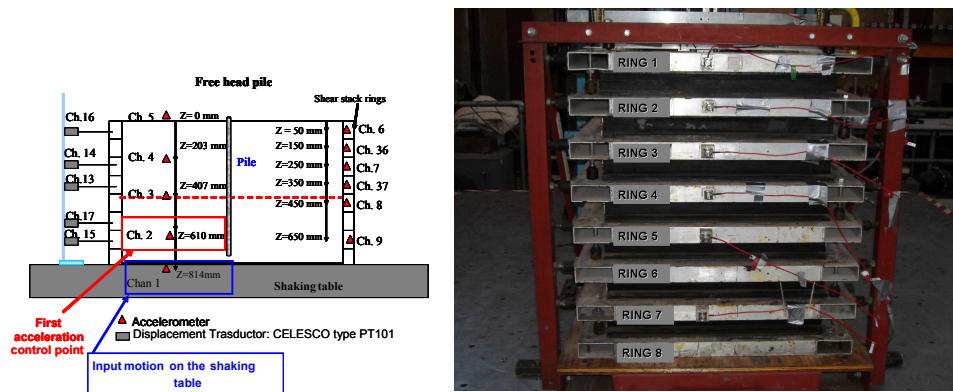 Free head pile
Shear stack rings
Ch.16
Ch. 5
Z= 0 mm
Z = 50 mm
Ch. 6
Z=203 mm
Z=150 mm
Ch. 36
Ch. 14
Ch. 4
Pile
Z=250 mm
Ch.7
Ch.13
Z=407 mm
Z=350 mm
Ch. 37
Ch. 3
Z=450 mm
Ch. 8
Ch.17
Ch.15
Ch. 2
Z=610 mm
Z=650 mm
Ch. 9
Z=814mm
Chan 1
Shaking table
First
acceleration
control point
Accelerometer
Displacement Trasductor: CELESCO type PT101
Input motion on the shaking
table
RING 1
RING 2
RING 3
RING 4
RING 5
RING 6
RING 7
RING 8